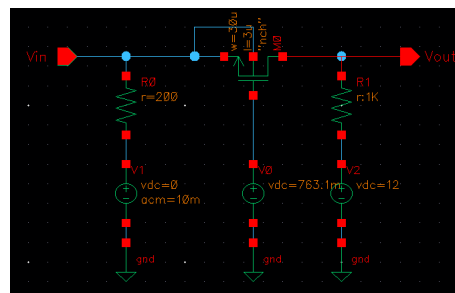 w=30u
l=3u
"nch"
M0
Vin
Vout
R0
r=200
R1
r:1K
V1
vdc=0
acm=10m
V0
vdc=763.1m
V2
vdc=12
gnd
gnd
gnd